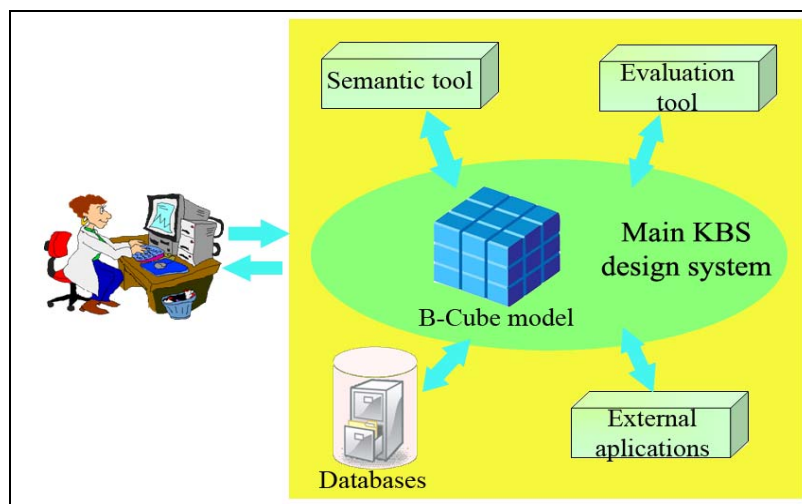 Semantic tool
Evaluation
tool
Main KBS
design system
B-Cube model
External
aplications
Databases